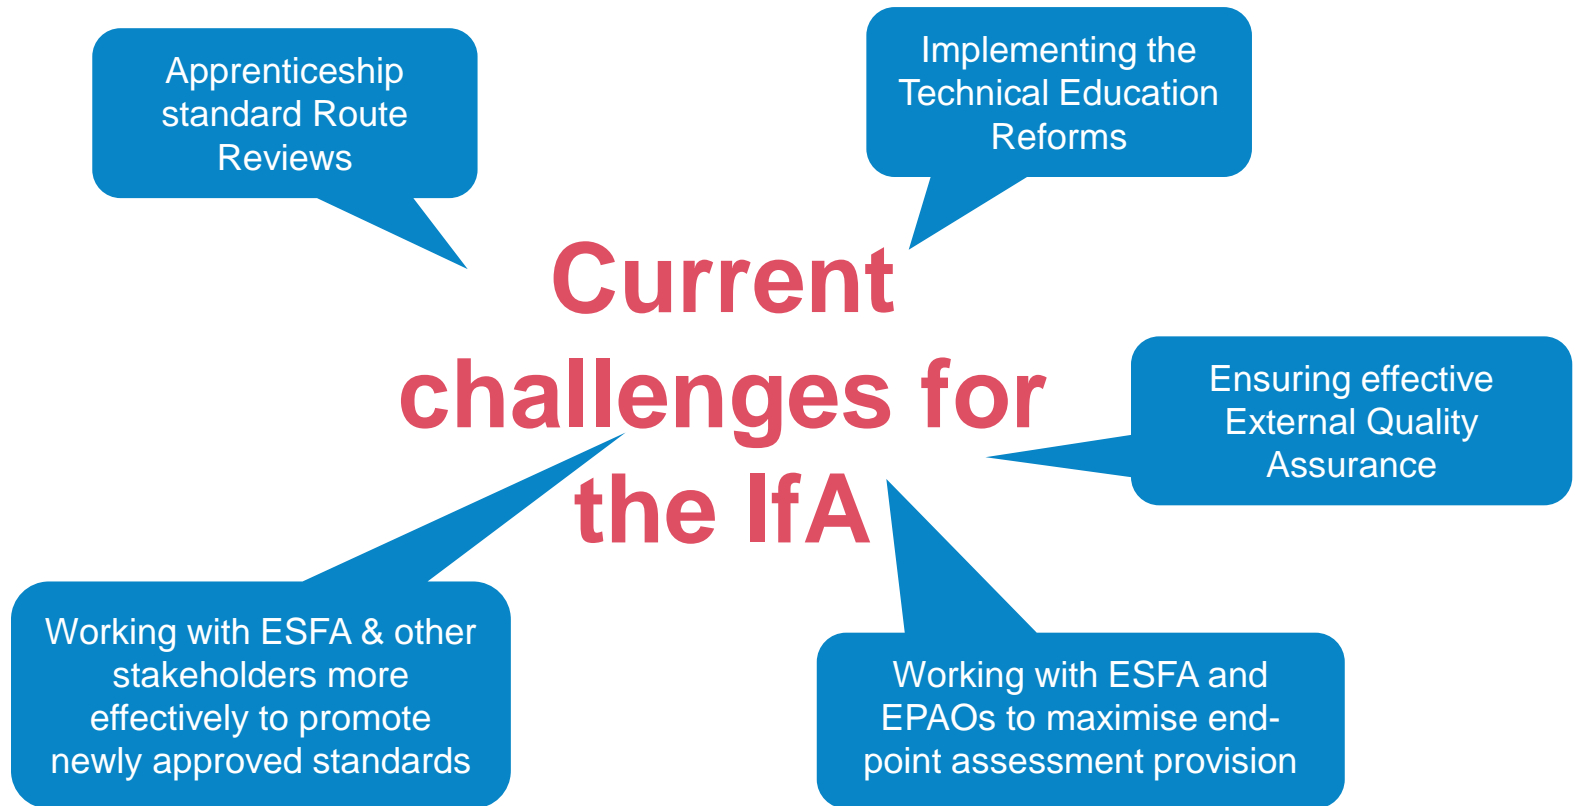 Apprenticeship
standard Route
Reviews
Implementing the
Technical Education
Reforms
Current
challenges for
the IfA
Ensuring effective
External Quality
Assurance
Working with ESFA & other
stakeholders more
effectively to promote
newly approved standards
Working with ESFA and
EPAOs to maximise end-
point assessment provision